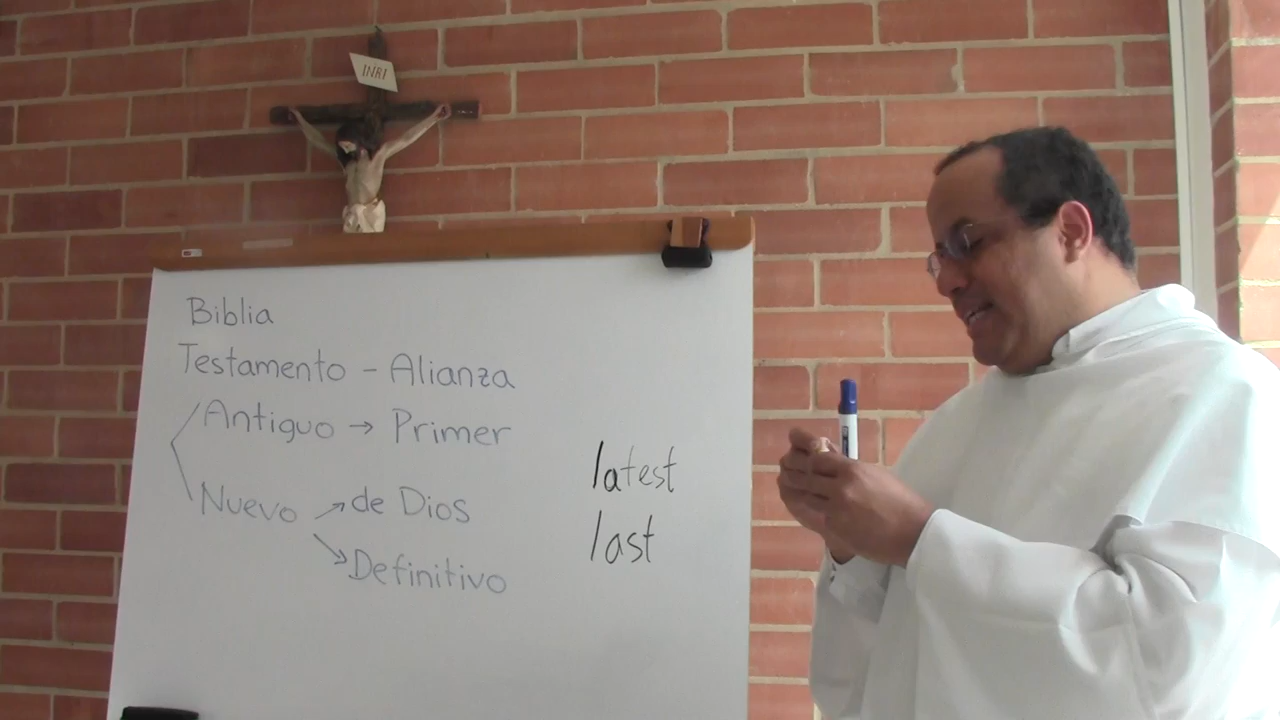 INRI
Biblia
Testamento - Alianza
Antiguo → Primer
Nuevo → de Dios
→ Definitivo
latest
last